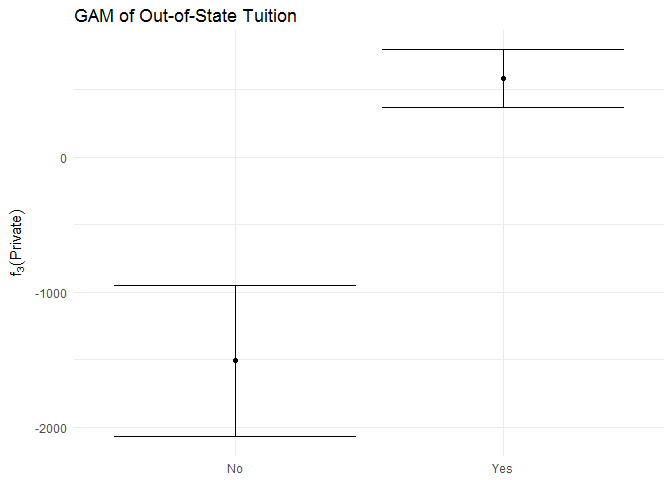 GAM of Out-of-State Tuition
f₃(Private)
0
-1000
-2000
No
Yes